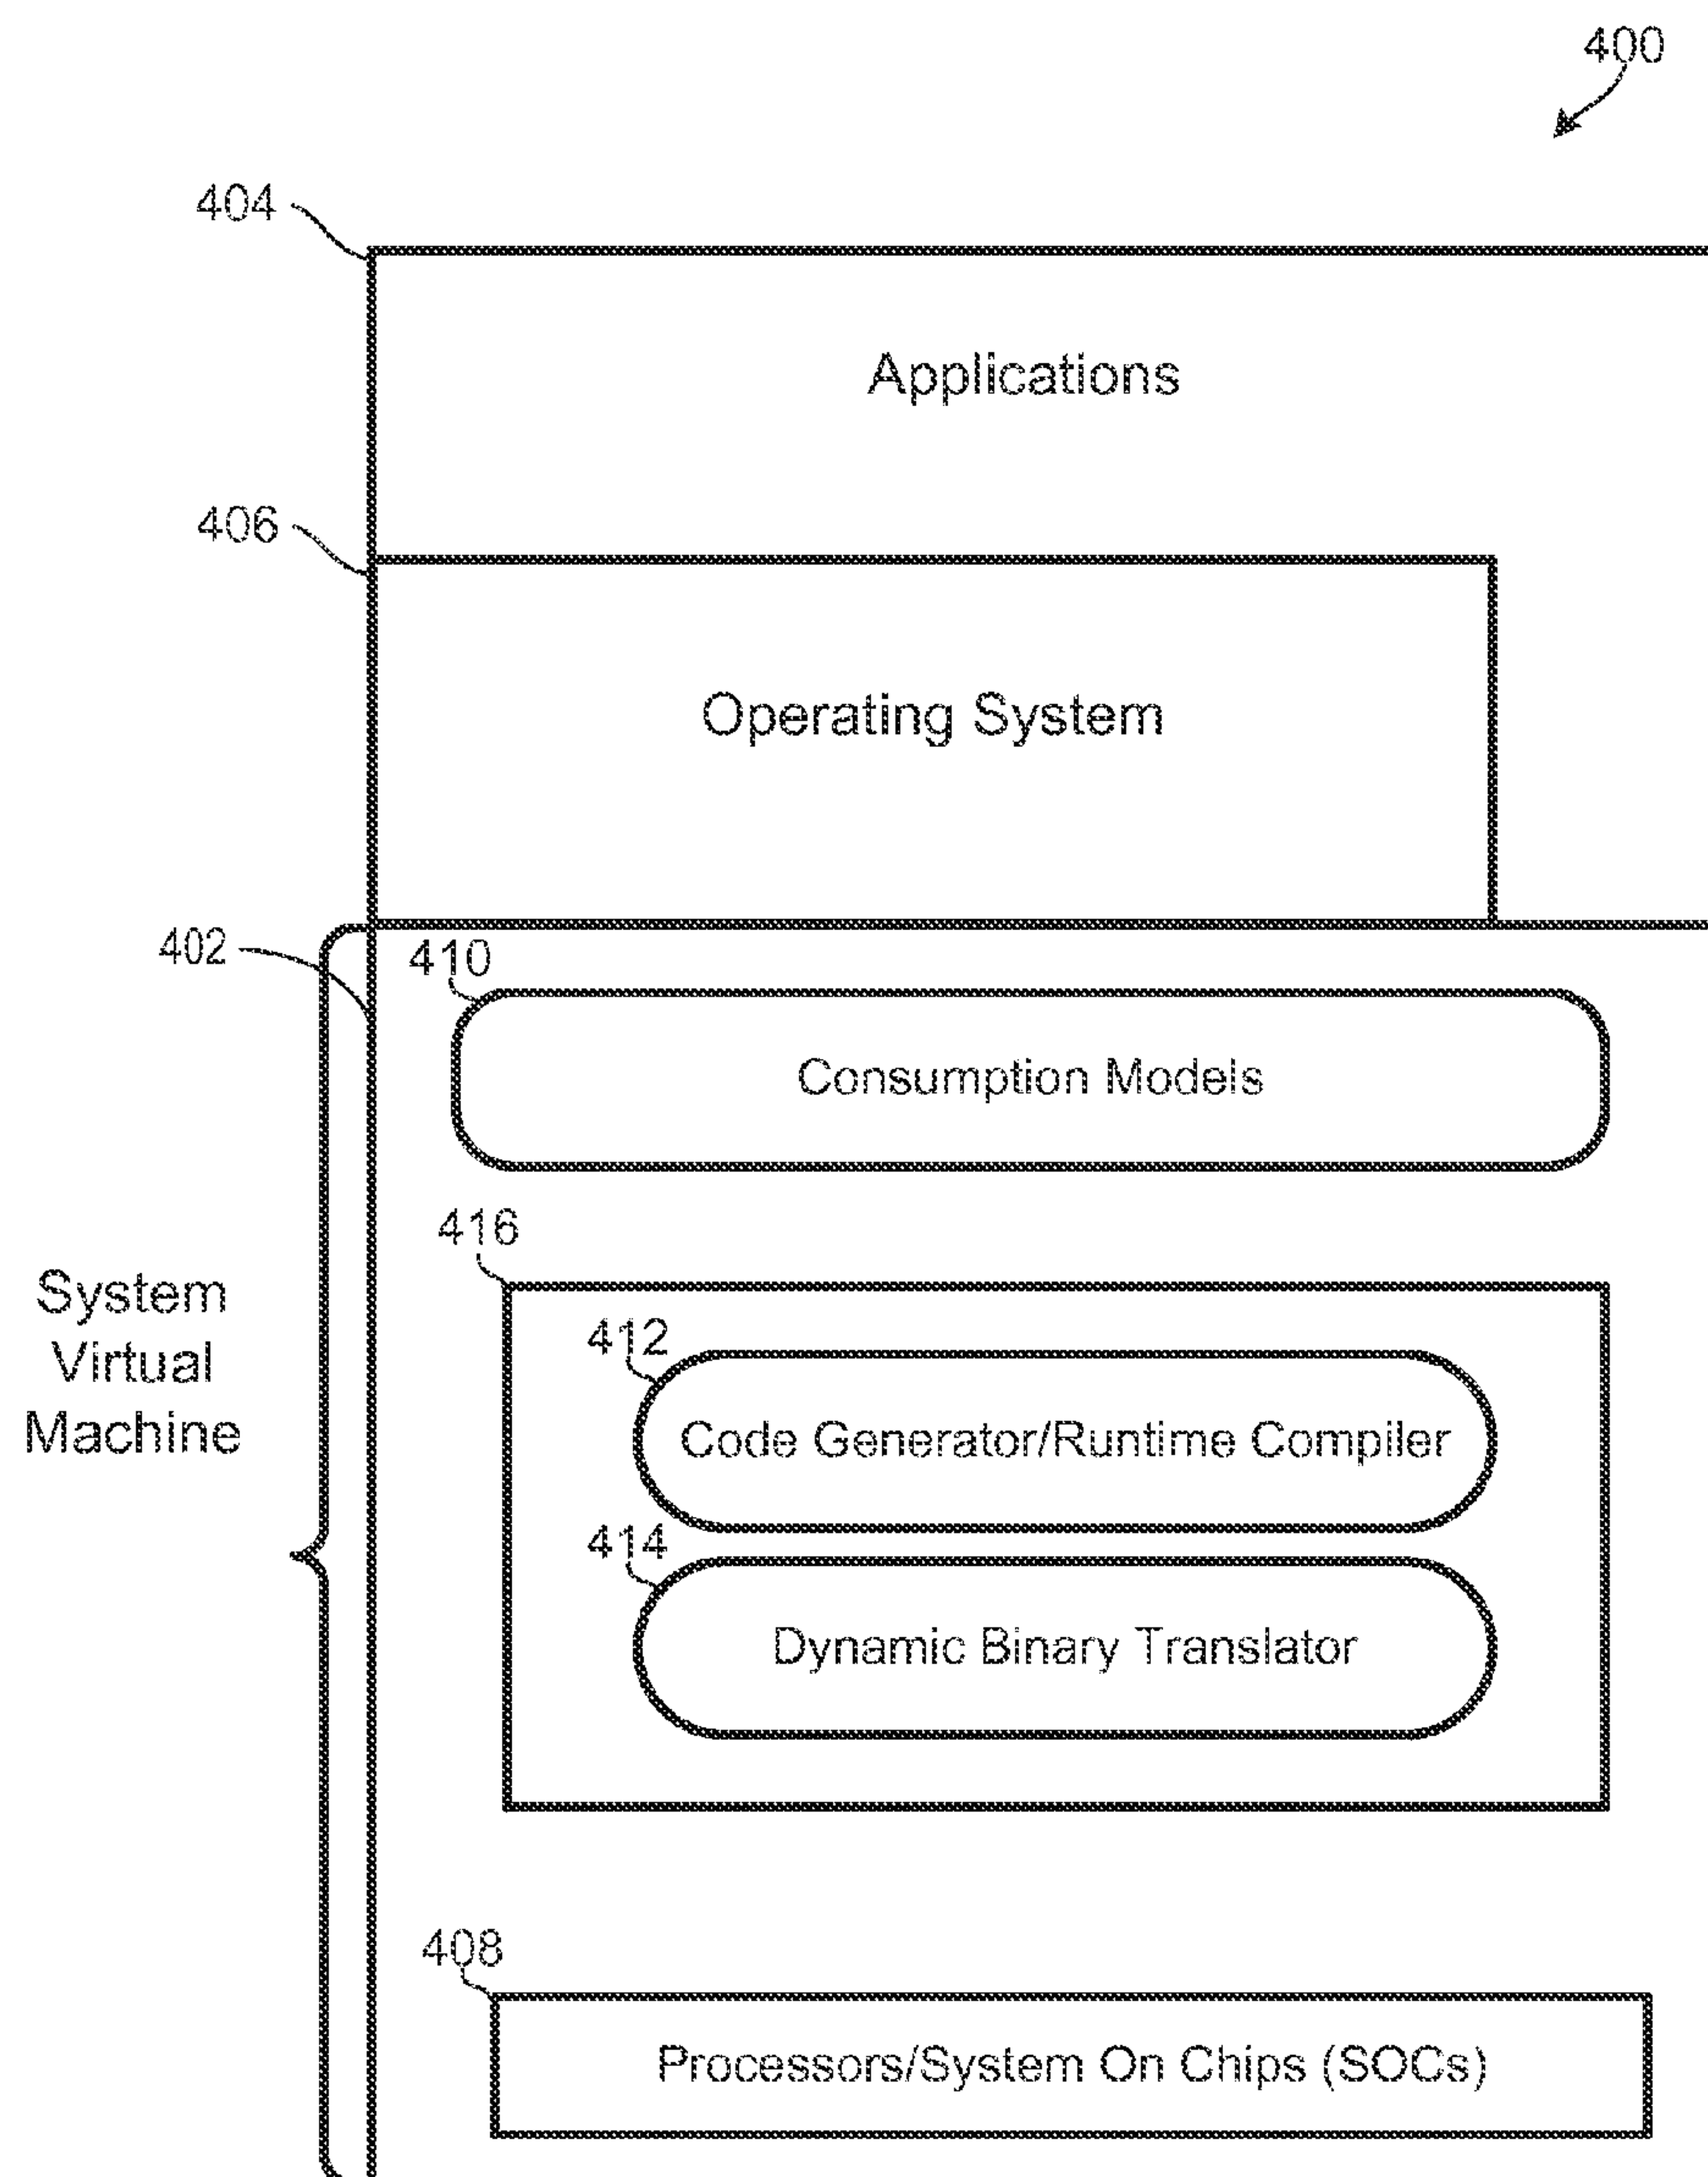 400
404
Applications
406
Operating System
402
410
Consumption Models
416
System
Virtual
Machine
412
Code Generator/Runtime Compiler
414
Dynamic Binary Translator
408
Processors/System On Chips (SOCs)